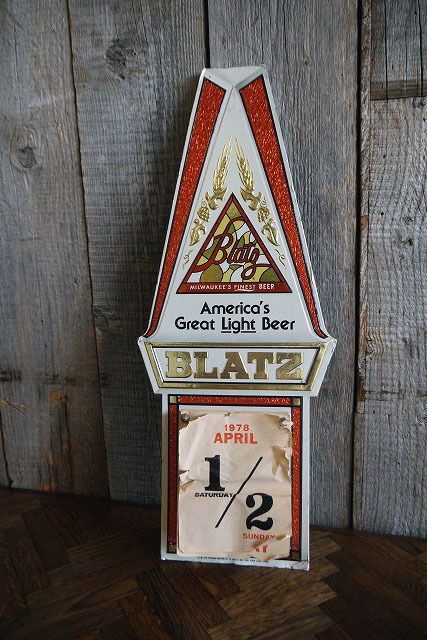 Blatz
MILWAUKEE'S FINEST BEER
America's
Great Light Beer
BLATZ
1978
APRIL
1/2
SATURDAY
SUNDAY